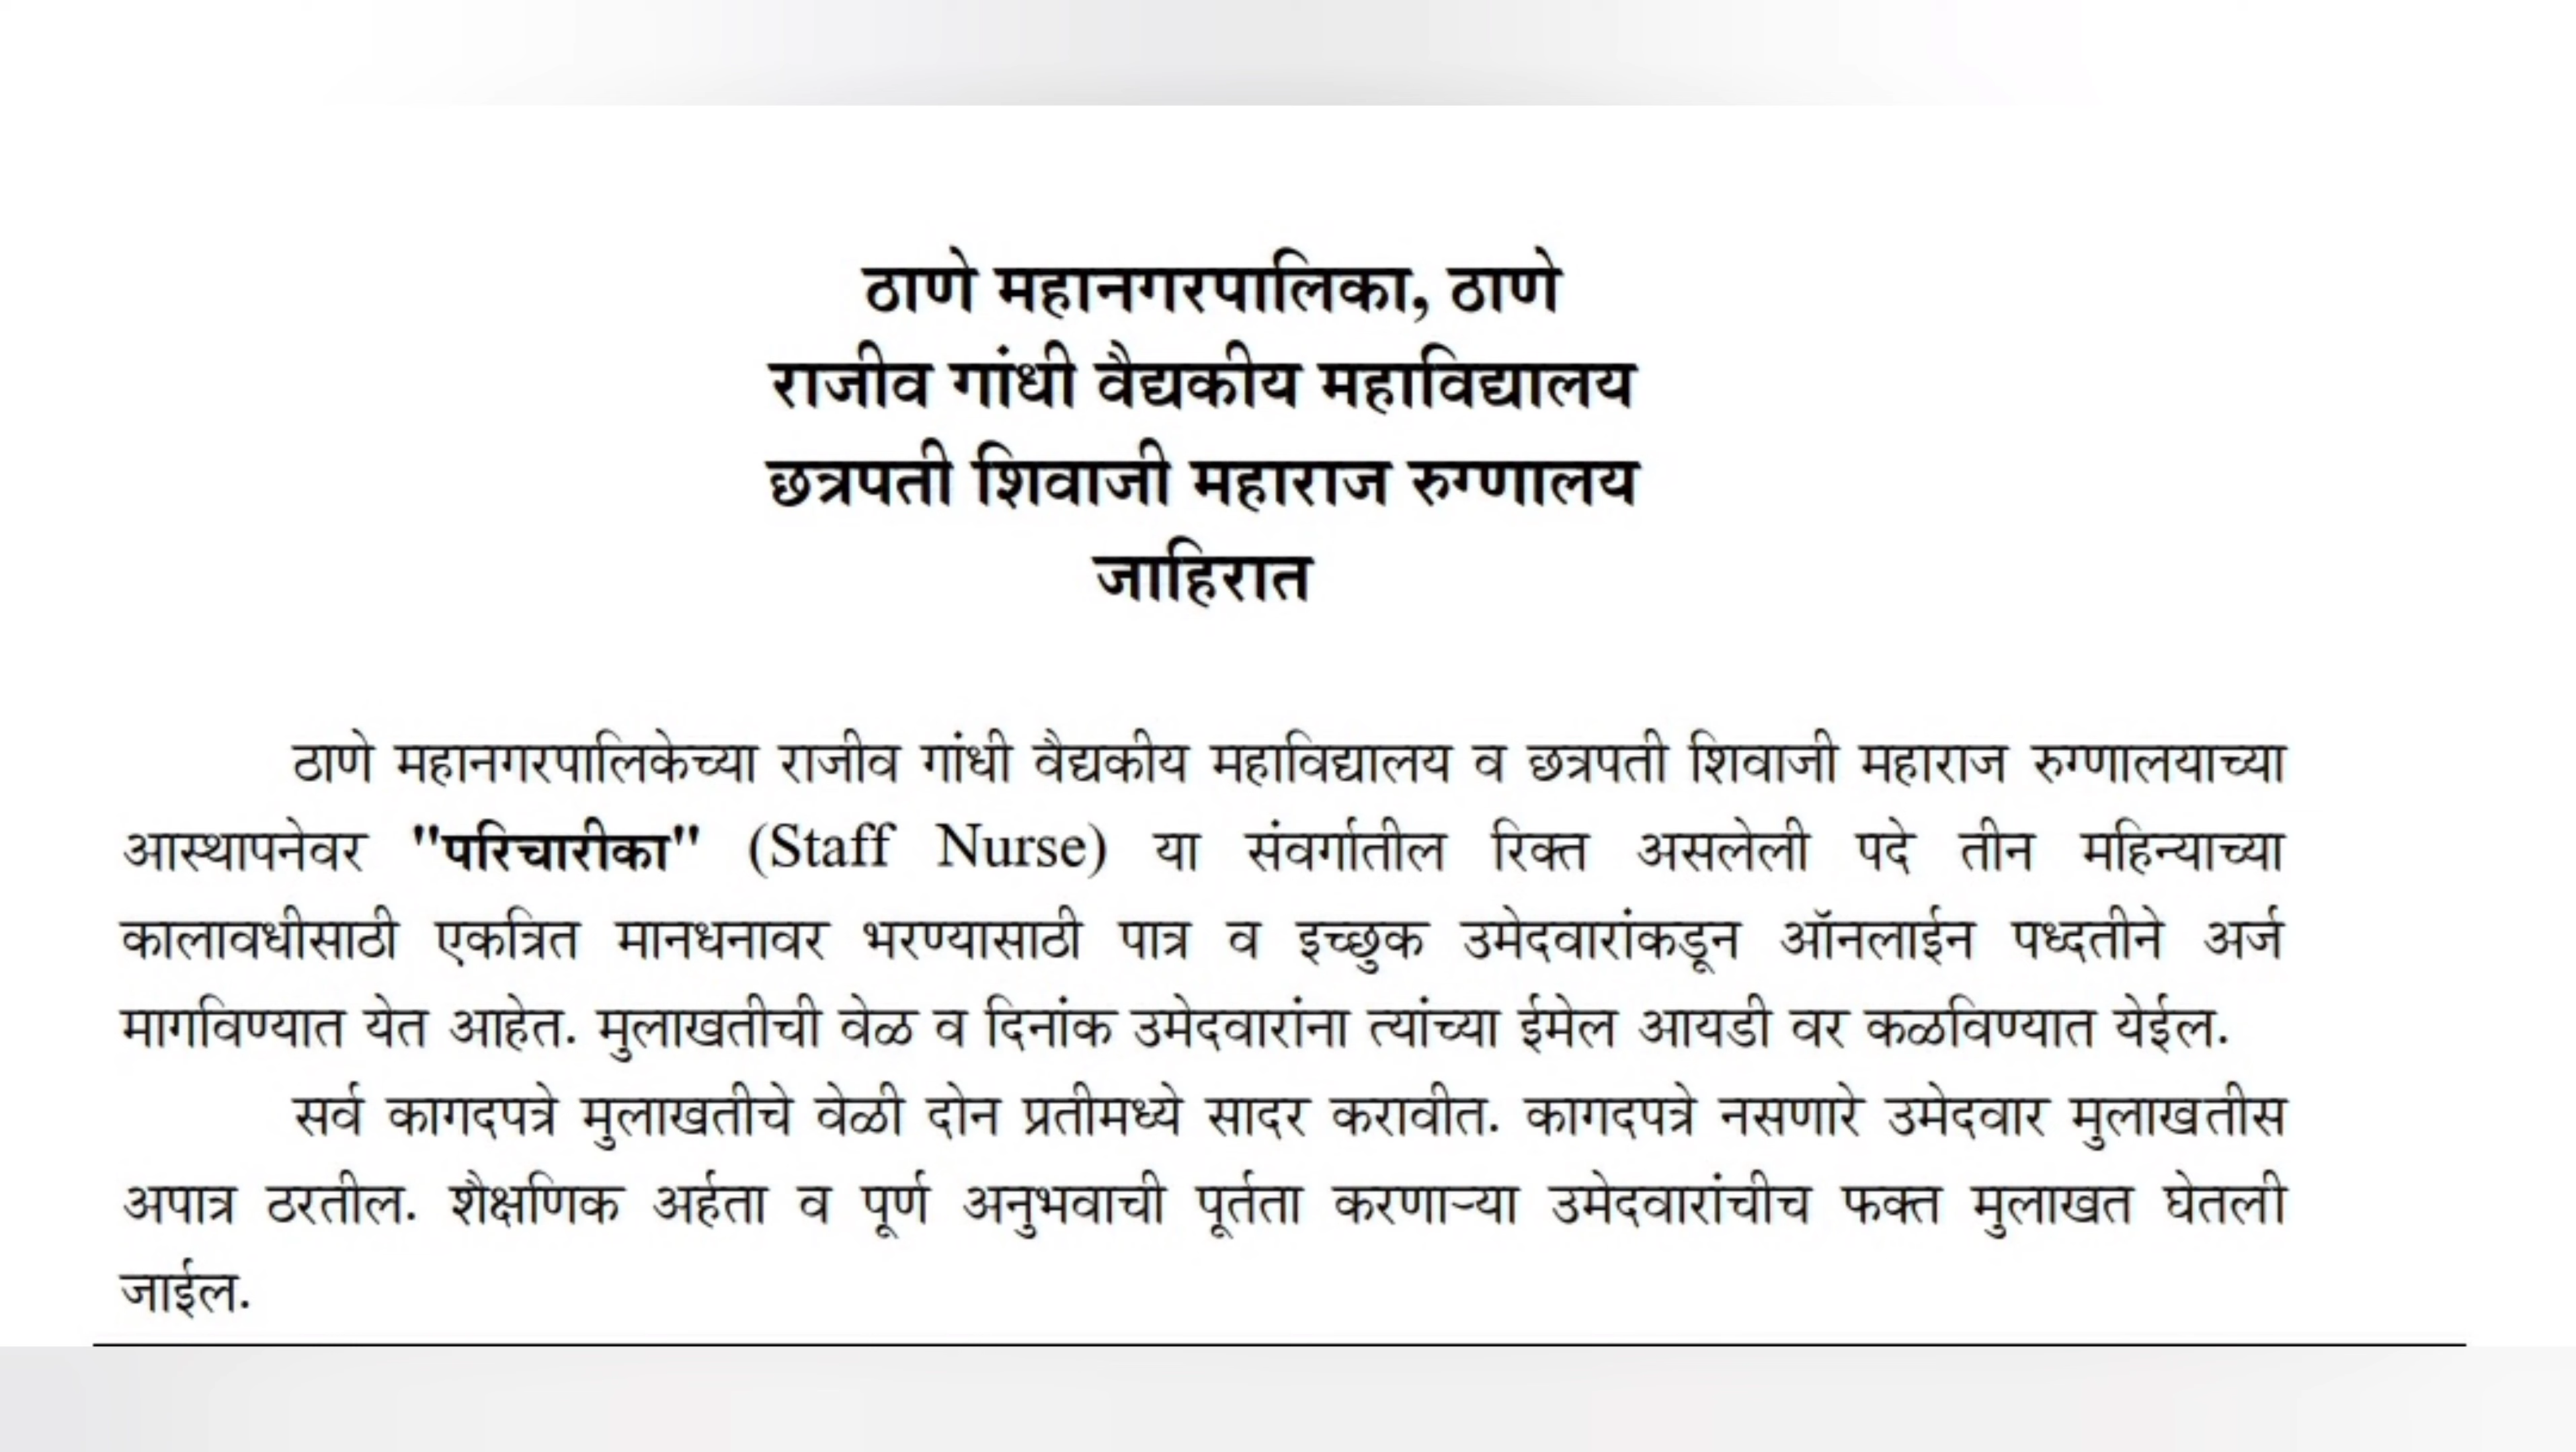 ठाणे महानगरपालिका, ठाणे
राजीव गांधी वैद्यकीय महाविद्यालय
छत्रपती शिवाजी महाराज रुग्णालय
जाहिरात
ठाणे महानगरपालिकेच्या राजीव गांधी वैद्यकीय महाविद्यालय व छत्रपती शिवाजी महाराज रुग्णालयाच्या
आस्थापनेवर "परिचारीका" (Staff Nurse) या संवर्गातील रिक्त असलेली पदे तीन महिन्याच्या
कालावधीसाठी एकत्रित मानधनावर भरण्यासाठी पात्र व इच्छुक उमेदवारांकडून ऑनलाईन पध्दतीने अर्ज
मागविण्यात येत आहेत. मुलाखतीची वेळ व दिनांक उमेदवारांना त्यांच्या ईमेल आयडी वर कळविण्यात येईल.
सर्व कागदपत्रे मुलाखतीचे वेळी दोन प्रतीमध्ये सादर करावीत. कागदपत्रे नसणारे उमेदवार मुलाखतीस
अपात्र ठरतील. शैक्षणिक अर्हता व पूर्ण अनुभवाची पूर्तता करणाऱ्या उमेदवारांचीच फक्त मुलाखत घेतली
जाईल.